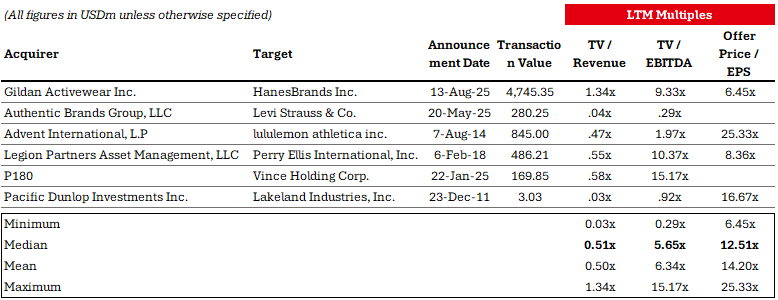 (All figures in USDm unless otherwise specified) LTM Multiples
Acquirer Target Announce
ment Date Transactio
n Value TV /
Revenue TV /
EBITDA Offer
Price /
EPS
Gildan Activewear Inc. HanesBrands Inc. 13-Aug-25 4,745.35 1.34x 9.33x 6.45x
Authentic Brands Group, LLC Levi Strauss & Co. 20-May-25 280.25 .04x .29x
Advent International, L.P lululemon athletica inc. 7-Aug-14 845.00 .47x 1.97x 25.33x
Legion Partners Asset Management, LLC Perry Ellis International, Inc. 6-Feb-18 486.21 .55x 10.37x 8.36x
P180 Vince Holding Corp. 22-Jan-25 169.85 .58x 15.17x
Pacific Dunlop Investments Inc. Lakeland Industries, Inc. 23-Dec-11 3.03 .03x .92x 16.67x
Minimum 0.03x 0.29x 6.45x
Median 0.51x 5.65x 12.51x
Mean 0.50x 6.34x 14.20x
Maximum 1.34x 15.17x 25.33x